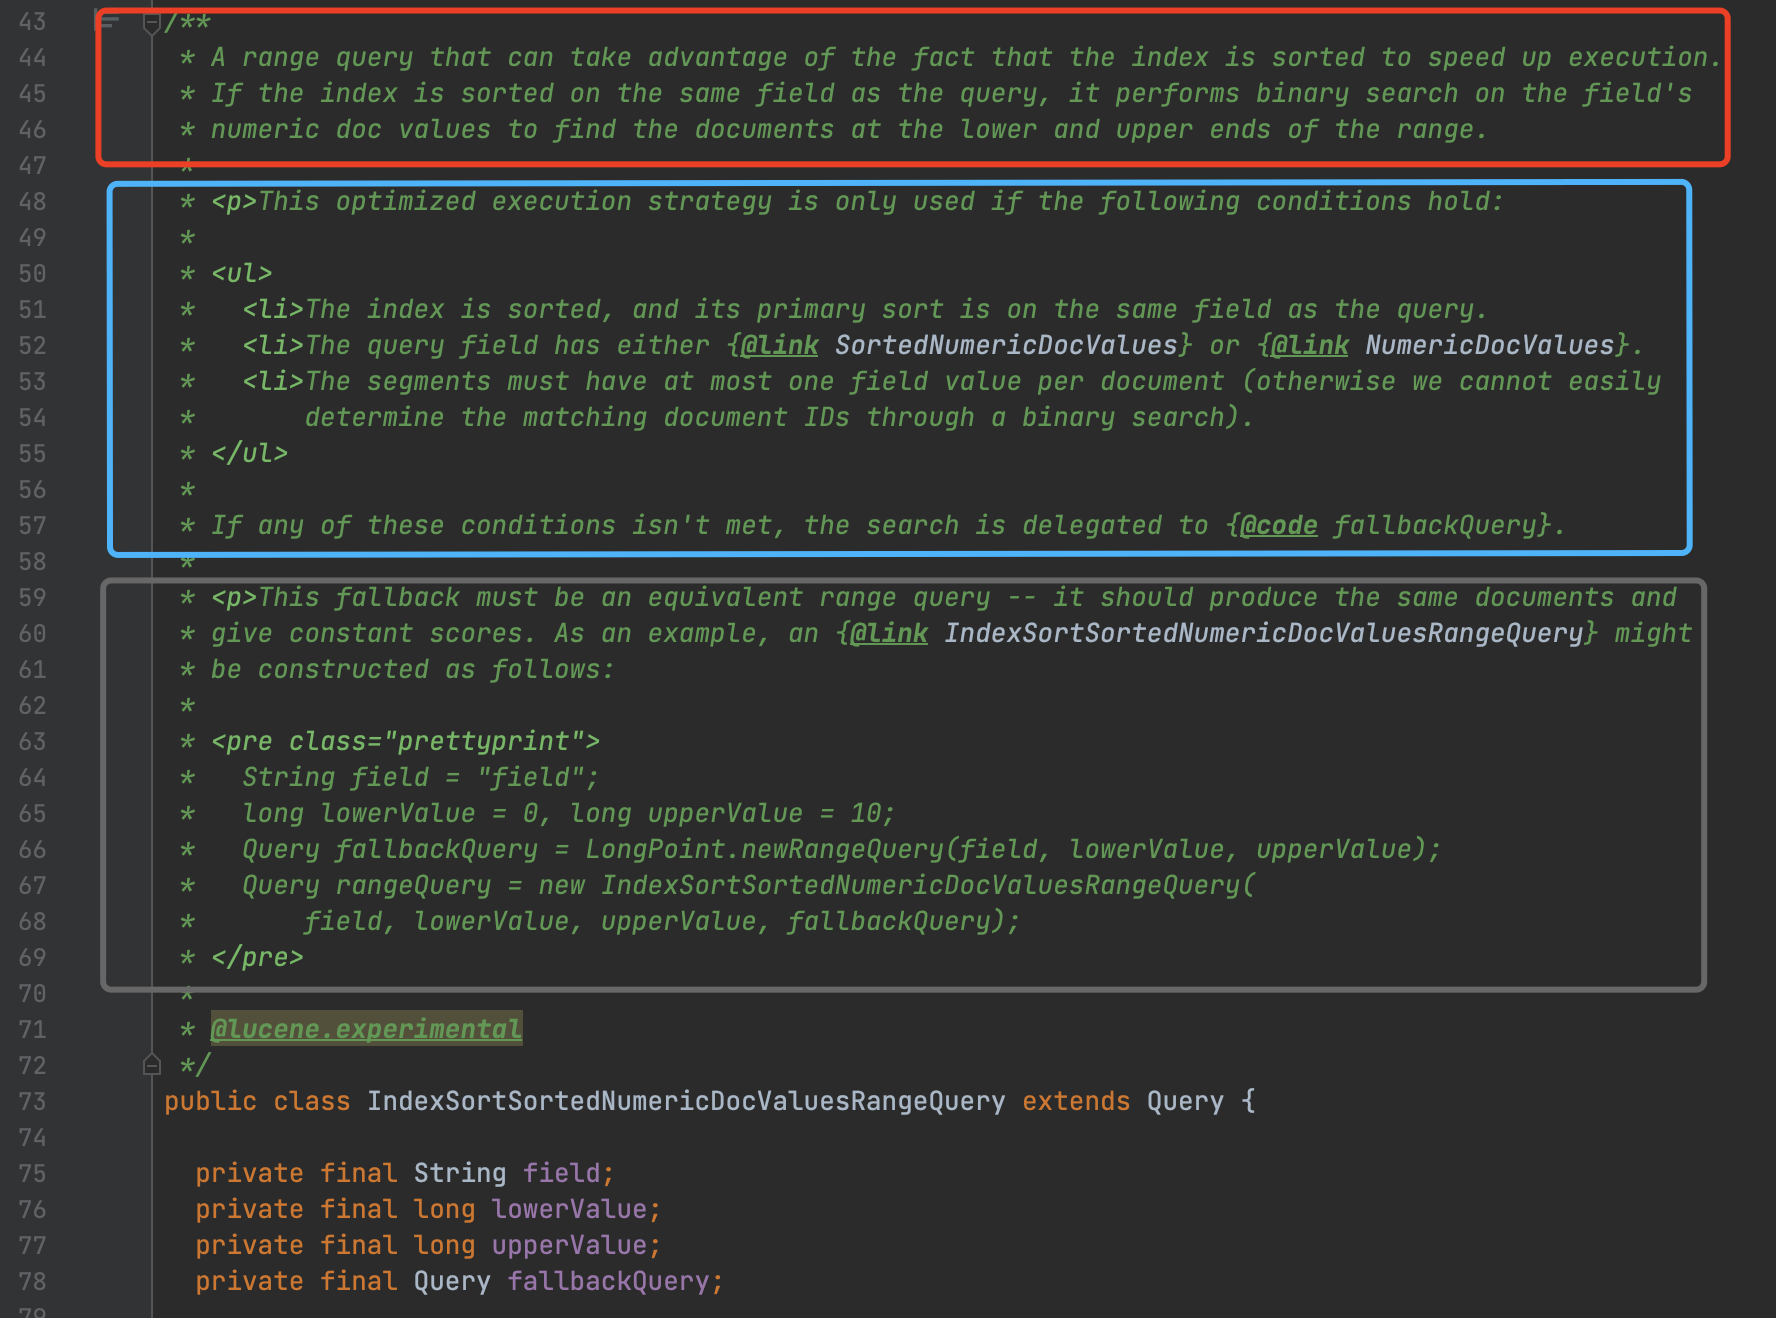 43 /**
44 * A range query that can take advantage of the fact that the index is sorted to speed up execution.
45 * If the index is sorted on the same field as the query, it performs binary search on the field's
46 * numeric doc values to find the documents at the lower and upper ends of the range.
47 *
48 * <p>This optimized execution strategy is only used if the following conditions hold:
49 *
50 * <ul>
51 *   <li>The index is sorted, and its primary sort is on the same field as the query.
52 *   <li>The query field has either {@link SortedNumericDocValues} or {@link NumericDocValues}.
53 *   <li>The segments must have at most one field value per document (otherwise we cannot easily
54 *       determine the matching document IDs through a binary search).
55 * </ul>
56 *
57 * If any of these conditions isn't met, the search is delegated to {@code fallbackQuery}.
58 *
59 * <p>This fallback must be an equivalent range query -- it should produce the same documents and
60 * give constant scores. As an example, an {@link IndexSortSortedNumericDocValuesRangeQuery} might
61 * be constructed as follows:
62 *
63 * <pre class="prettyprint">
64 *   String field = "field";
65 *   long lowerValue = 0, long upperValue = 10;
66 *   Query fallbackQuery = LongPoint.newRangeQuery(field, lowerValue, upperValue);
67 *   Query rangeQuery = new IndexSortSortedNumericDocValuesRangeQuery(
68 *       field, lowerValue, upperValue, fallbackQuery);
69 * </pre>
70 *
71 * @lucene.experimental
72 */
73 public class IndexSortSortedNumericDocValuesRangeQuery extends Query {
74
75   private final String field;
76   private final long lowerValue;
77   private final long upperValue;
78   private final Query fallbackQuery;
79